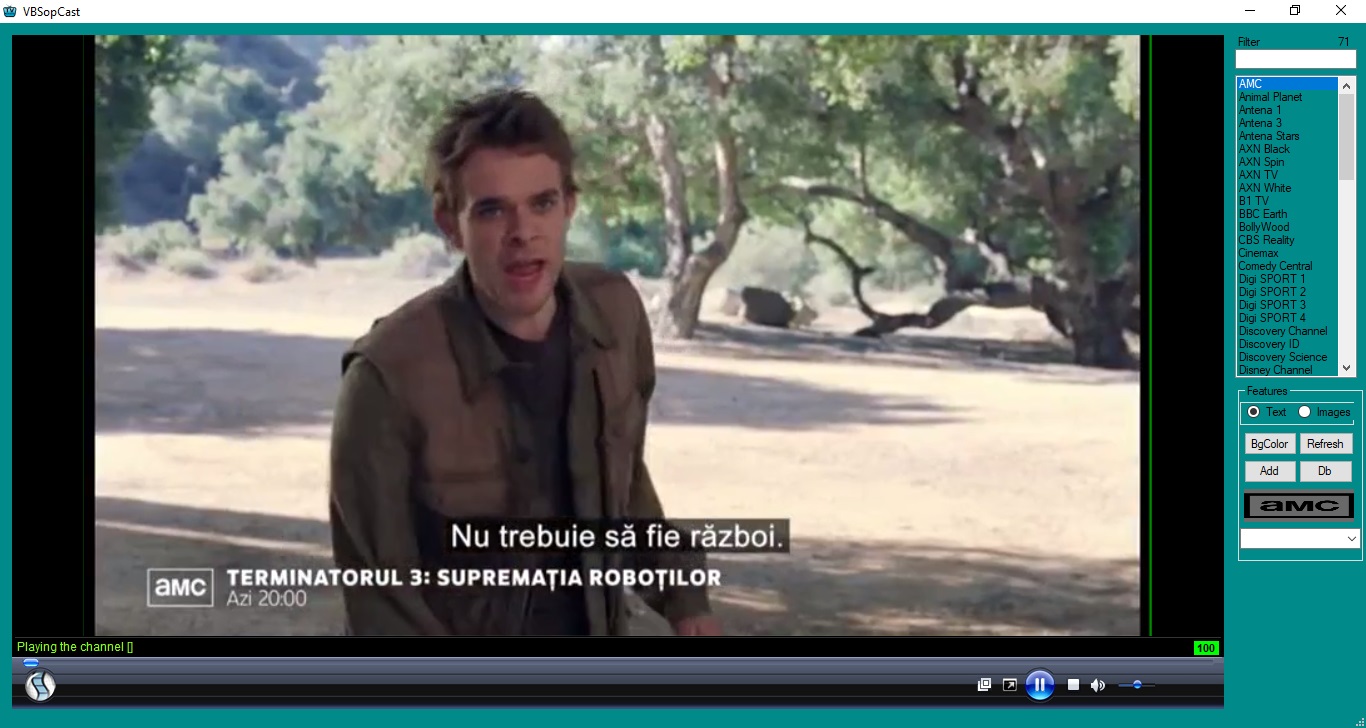 VBSopCast
Filter 71
AMC
Animal Planet
Antena 1
Antena 3
Antena Stars
AXN Black
AXN Spin
AXN TV
AXN White
B1 TV
BBC Earth
BollyWood
CBS Reality
Cinemax
Comedy Central
Digi SPORT 1
Digi SPORT 2
Digi SPORT 3
Digi SPORT 4
Discovery Channel
Discovery ID
Discovery Science
Disney Channel
Features
Text Images
BgColor Refresh
Add Db
amc
Nu trebuie să fie război.
amc
TERMINATORUL 3: SUPREMAȚIA ROBOȚILOR
Azi 20:00
Playing the channel []
100